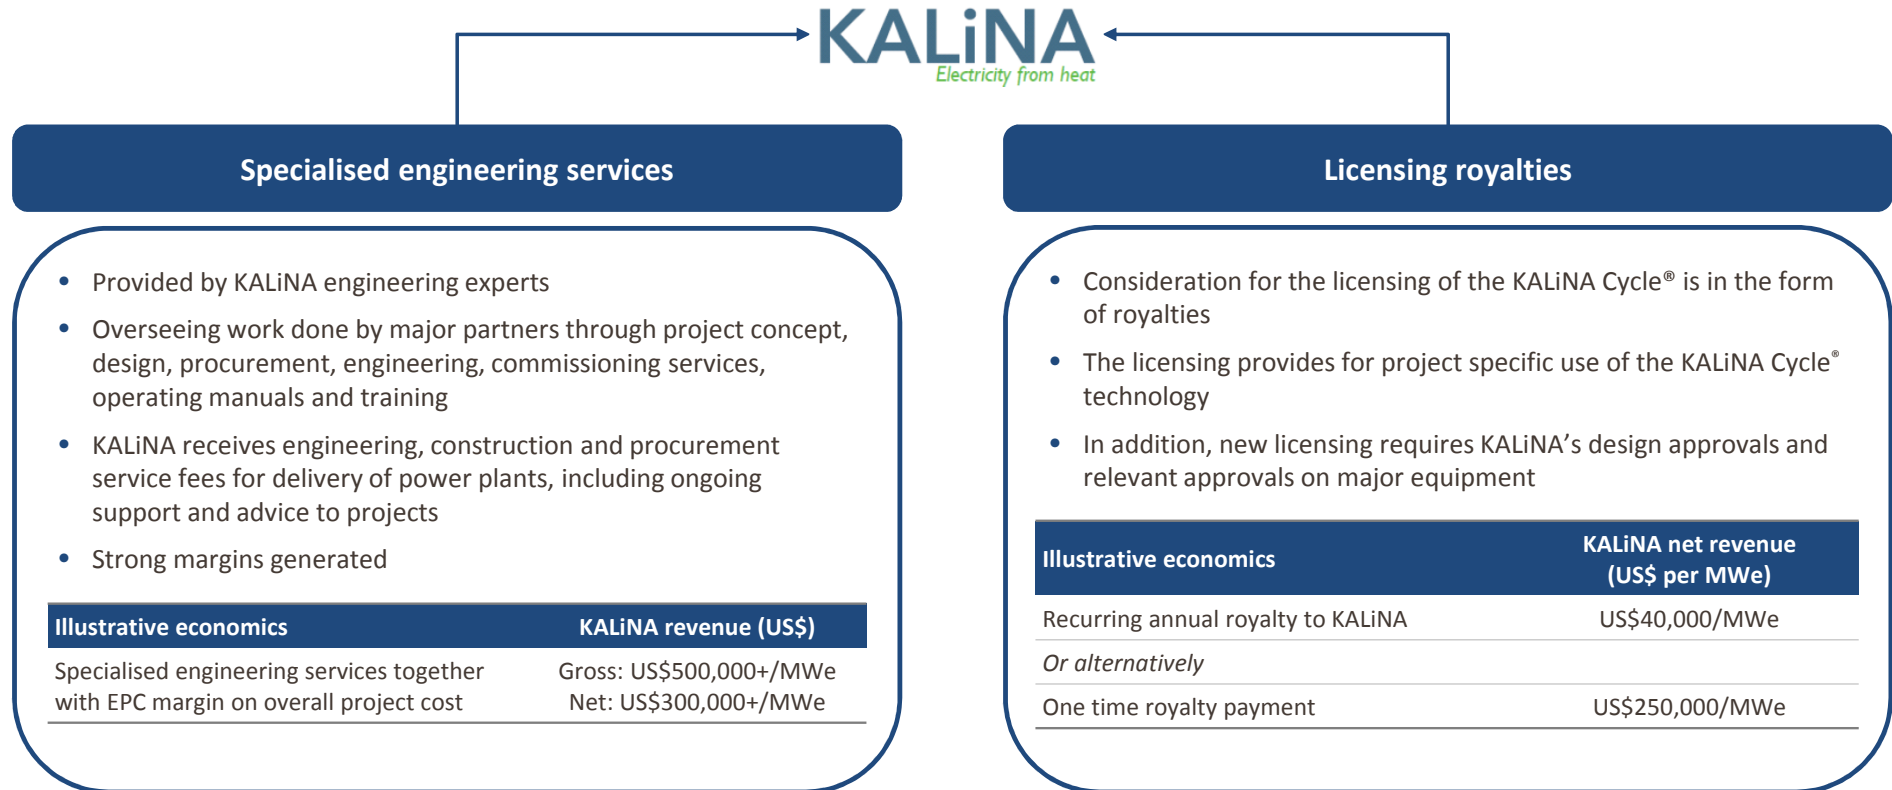 KALiNA
Electricity from heat
Specialised engineering services
• Provided by KALiNA engineering experts
• Overseeing work done by major partners through project concept,
design, procurement, engineering, commissioning services,
operating manuals and training
• KALiNA receives engineering, construction and procurement
service fees for delivery of power plants, including ongoing
support and advice to projects
• Strong margins generated
Illustrative economics KALiNA revenue (US$)
Specialised engineering services together Gross: US$500,000+/MWe
with EPC margin on overall project cost Net: US$300,000+/MWe
Licensing royalties
• Consideration for the licensing of the KALiNA Cycle® is in the form
of royalties
• The licensing provides for project specific use of the KALiNA Cycle®
technology
• In addition, new licensing requires KALiNA’s design approvals and
relevant approvals on major equipment
Illustrative economics KALiNA net revenue
(US$ per MWe)
Recurring annual royalty to KALiNA US$40,000/MWe
Or alternatively
One time royalty payment US$250,000/MWe